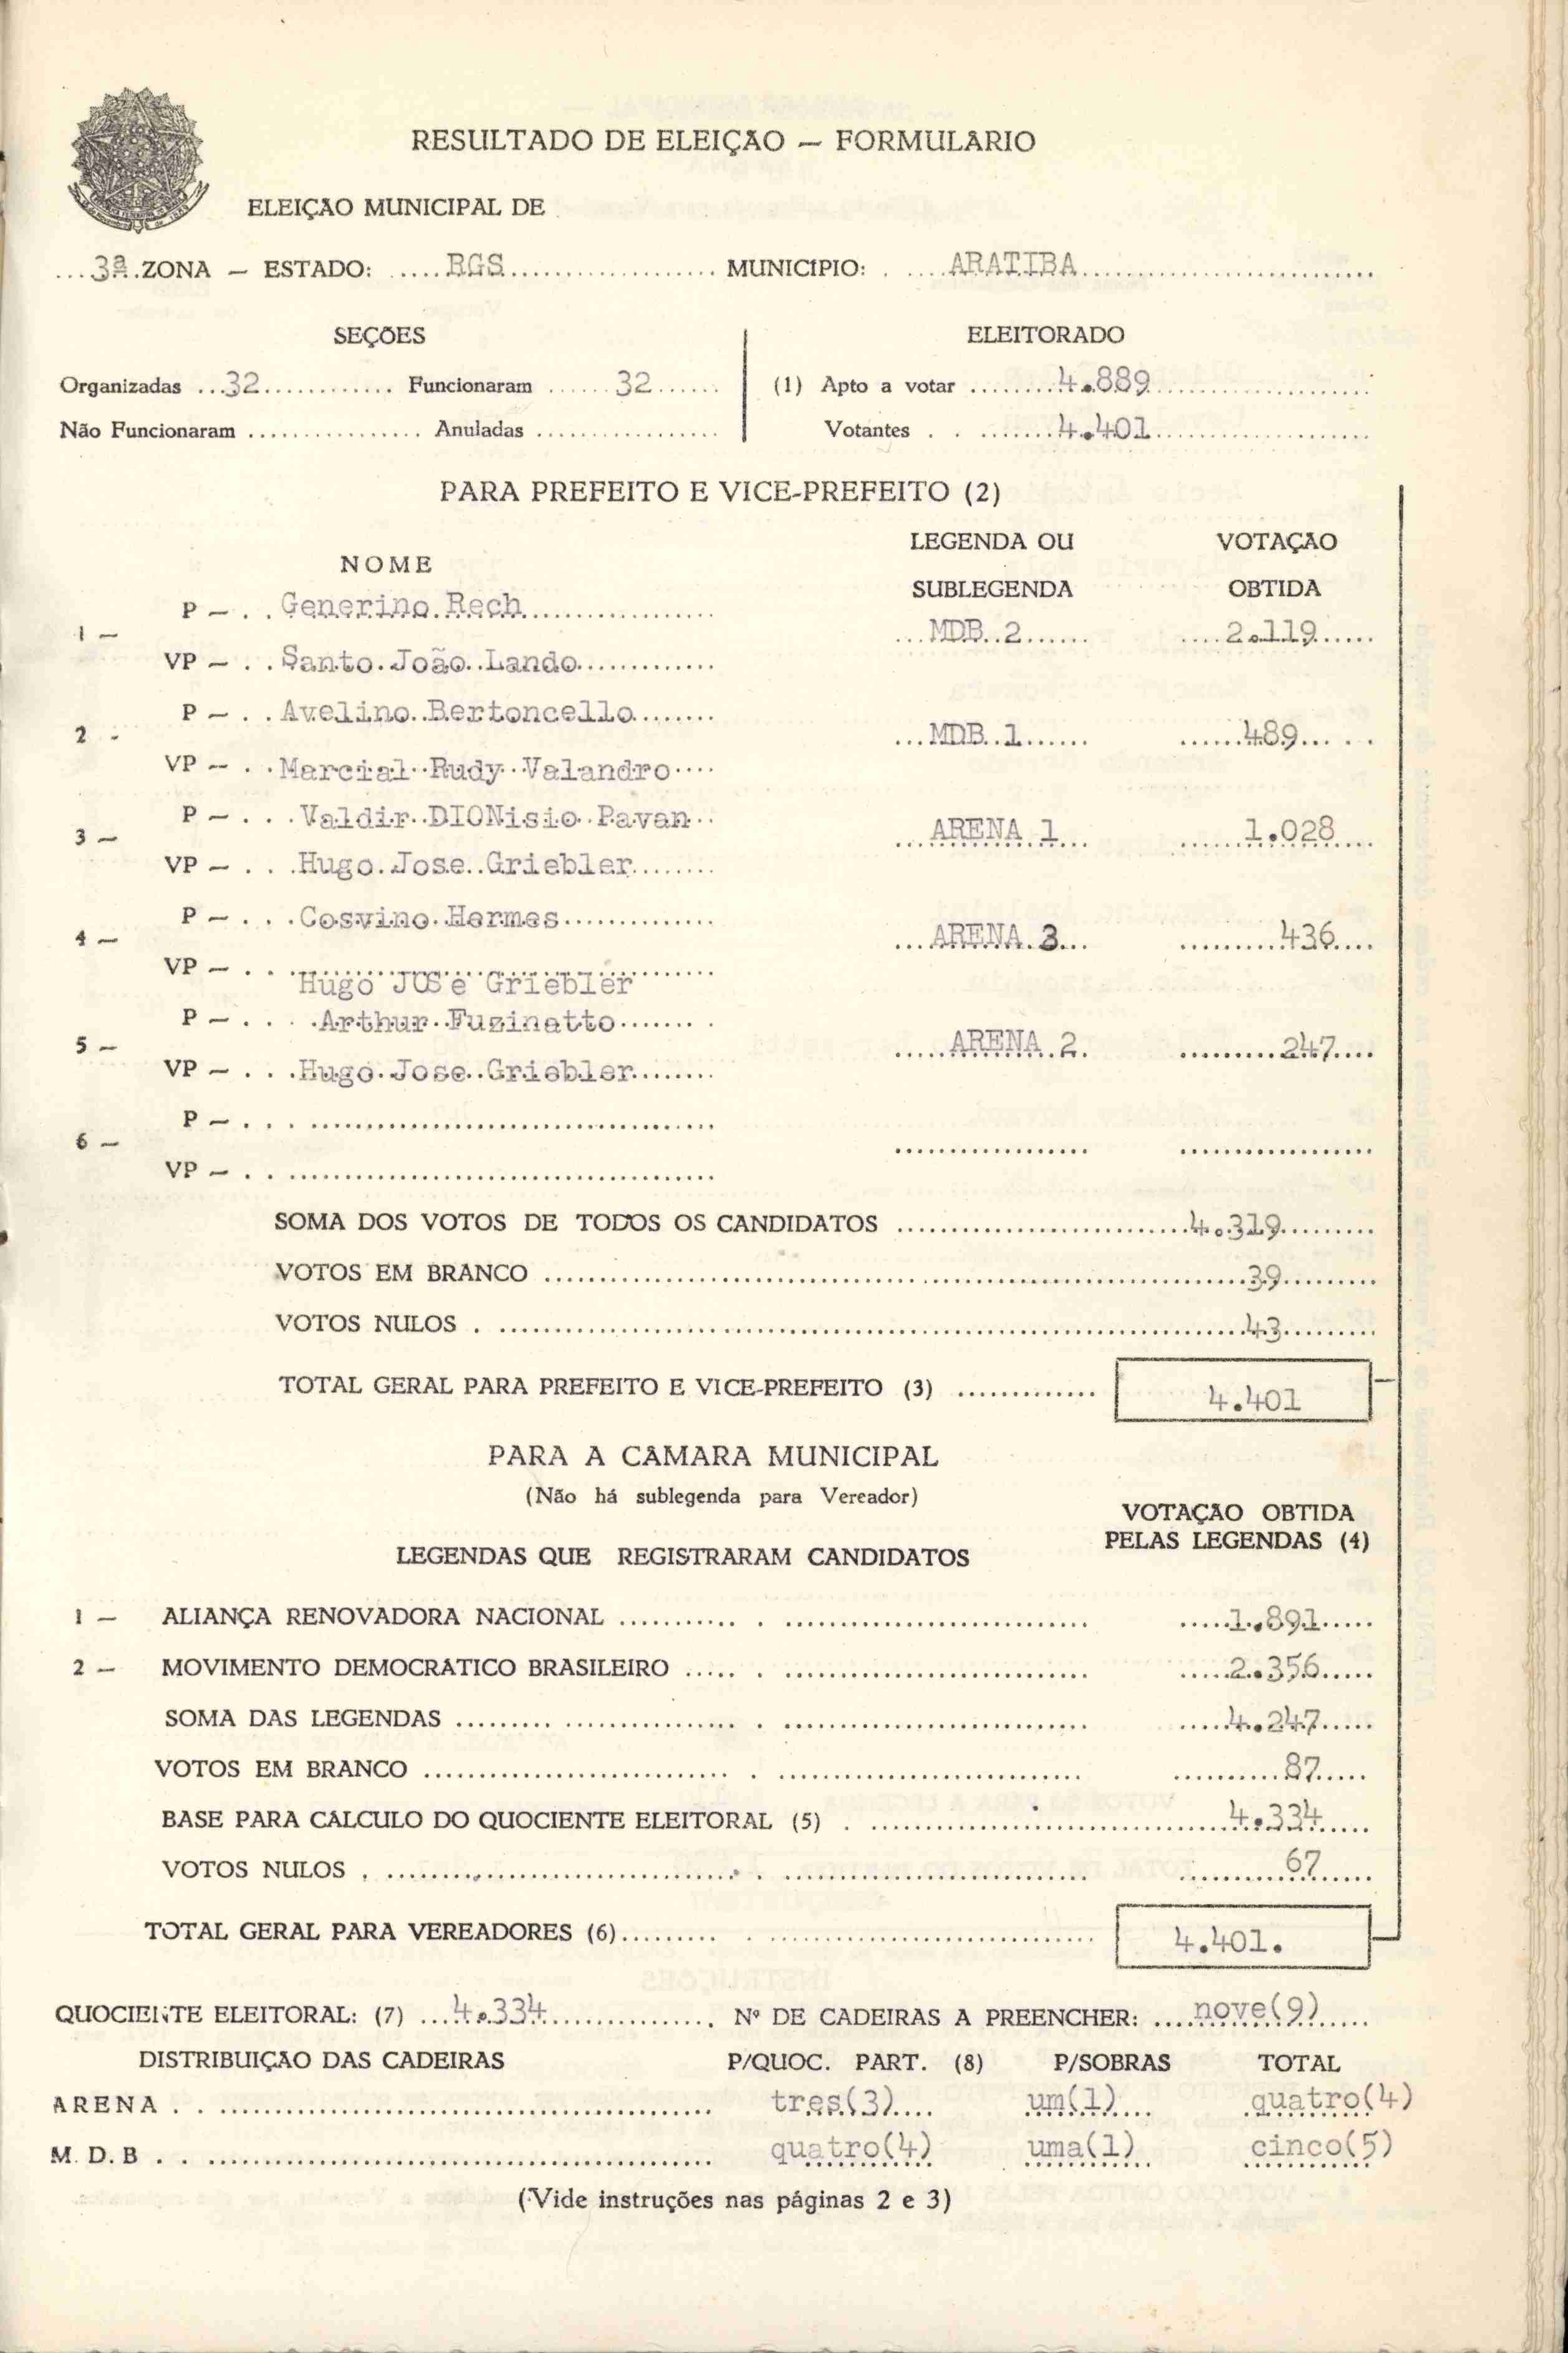 RESULTADO DE ELEIÇÃO — FORMULARIO
ELEIÇÃO MUNICIPAL DE
...3ª.ZONA — ESTADO: .....RGS................... MUNICIPIO: . .....ARATIBA...........................
SEÇÕES ELEITORADO
Organizadas ...32............ Funcionaram ......32...... (1) Apto a votar ........4.889....................
Não Funcionaram ................ Anuladas ................. Votantes . . .......4.401....................
PARA PREFEITO E VICE-PREFEITO (2)
NOME LEGENDA OU SUBLEGENDA VOTAÇÃO OBTIDA
1 — P — . . Generino.Rech.................
...MDB..2...... ....2.119......
VP — . . Santo.João..Lando.............
2 - P — . . Avelino..Bertoncello........
...MDB..1...... ......489... . .
VP — . . Marcial..Rudy..Valandro....
3 — P — . . . Valdir..DIONisio.Pavan..
...ARENA.1... ......1.028....
VP — . . .Hugo.Jose..Griebler........
4 — P — . . .Cosvino.Hermes..............
...ARENA.3... .........436....
VP — . . Hugo JOSe Griebler
5 — P — . . . .Arthur..Fuzinatto....... .
.....ARENA.2. .........247....
VP — . . .Hugo.Jose..Griebler........
6 — P — . . . ....................................
.................. ..................
VP — . . ......................................
SOMA DOS VOTOS DE TODOS OS CANDIDATOS ...........................4.319.........
VOTOS EM BRANCO ................................................................39.........
VOTOS NULOS . ....................................................................43.........
TOTAL GERAL PARA PREFEITO E VICE-PREFEITO (3) ............. 4.401
PARA A CÂMARA MUNICIPAL
(Não há sublegenda para Vereador)
LEGENDAS QUE REGISTRARAM CANDIDATOS VOTAÇÃO OBTIDA PELAS LEGENDAS (4)
1 — ALIANÇA RENOVADORA NACIONAL ........... . ............................ .....1.891.....
2 — MOVIMENTO DEMOCRATICO BRASILEIRO ..... . ............................ .....2.356.....
SOMA DAS LEGENDAS ......... ................ . ............................ .....4.247.....
VOTOS EM BRANCO ............................ . ............................ ..........87.....
BASE PARA CÁLCULO DO QUOCIENTE ELEITORAL (5) . .................................4.334.....
VOTOS NULOS . ................................. . ............................ ..........67.....
TOTAL GERAL PARA VEREADORES (6)......... . .............................. 4.401.
QUOCIENTE ELEITORAL: (7) ...4.334................ Nº DE CADEIRAS A PREENCHER: ....nove(9).....
DISTRIBUIÇÃO DAS CADEIRAS P/QUOC. PART. (8) P/SOBRAS TOTAL
ARENA . . ............................................. tres(3).... um(1).... quatro(4)
M. D. B . . .............................................. quatro(4) uma(1) cinco(5)
(Vide instruções nas páginas 2 e 3)